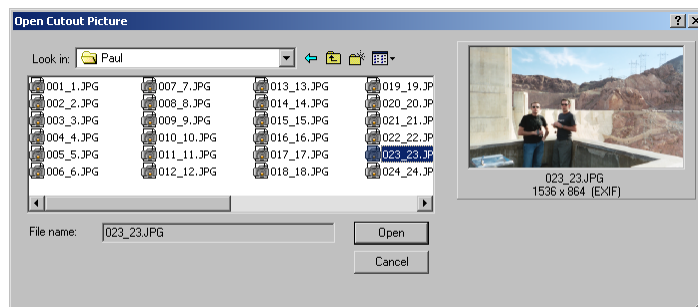 Open Cutout Picture
Look in: Paul
001_1.JPG 007_7.JPG 013_13.JPG 019_19.JP
002_2.JPG 008_8.JPG 014_14.JPG 020_20.JP
003_3.JPG 009_9.JPG 015_15.JPG 021_21.JP
004_4.JPG 010_10.JPG 016_16.JPG 022_22.JP
005_5.JPG 011_11.JPG 017_17.JPG 023_23.JP
006_6.JPG 012_12.JPG 018_18.JPG 024_24.JP
023_23.JPG
1536 x 864 (EXIF)
File name: 023_23.JPG Open
Cancel